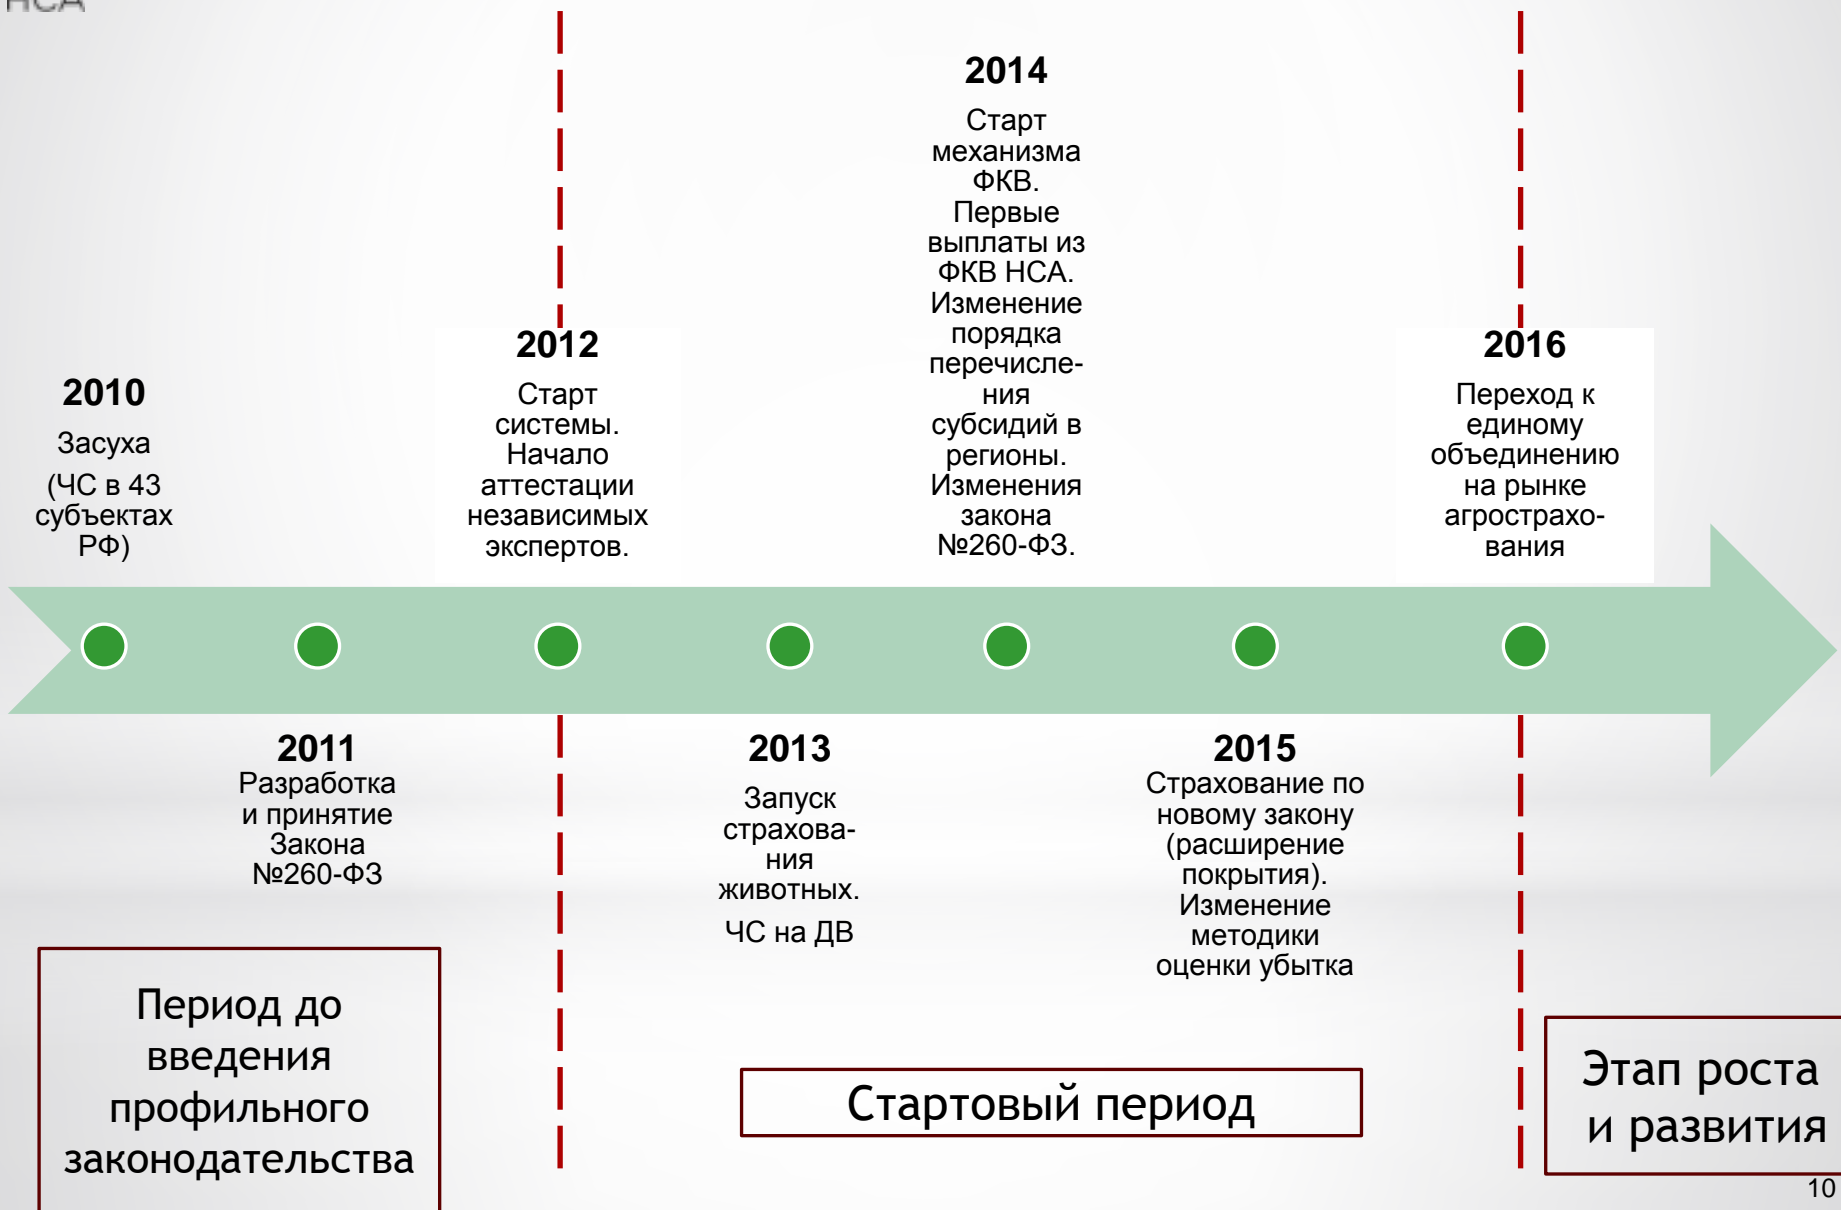 НСА
2010
Засуха
(ЧС в 43
субъектах
РФ)
2011
Разработка
и принятие
Закона
№260-ФЗ
2012
Старт
системы.
Начало
аттестации
независимых
экспертов.
2013
Запуск
страхова-
ния
животных.
ЧС на ДВ
2014
Старт
механизма
ФКВ.
Первые
выплаты из
ФКВ НСА.
Изменение
порядка
перечисле-
ния
субсидий в
регионы.
Изменения
закона
№260-ФЗ.
2015
Страхование по
новому закону
(расширение
покрытия).
Изменение
методики
оценки убытка
2016
Переход к
единому
объединению
на рынке
агрострахо-
вания
Период до
введения
профильного
законодательства
Стартовый период
Этап роста
и развития
10